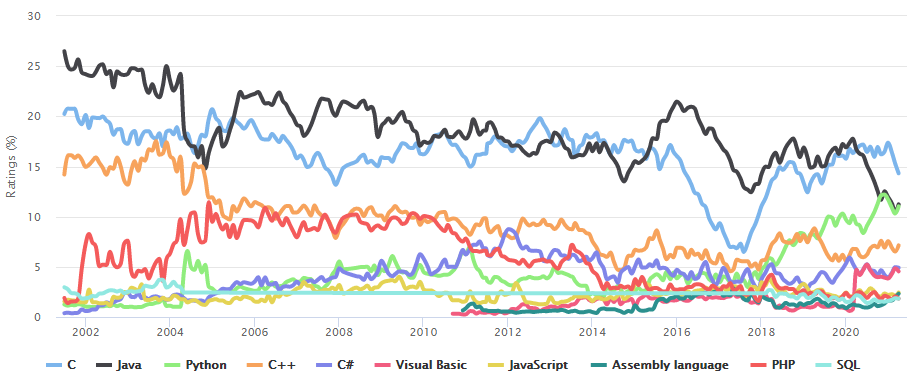 30
25
20
15
10
5
0
Ratings (%)
2002 2004 2006 2008 2010 2012 2014 2016 2018 2020
C Java Python C++ C# Visual Basic JavaScript Assembly language PHP SQL